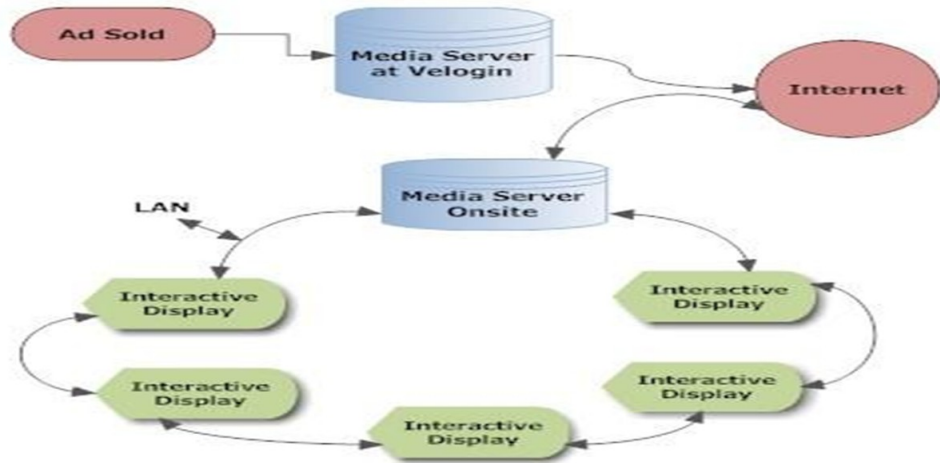 Ad Sold
Media Server
at Velogin
Internet
Media Server
Onsite
LAN
Interactive
Display
Interactive
Display
Interactive
Display
Interactive
Display
Interactive
Display